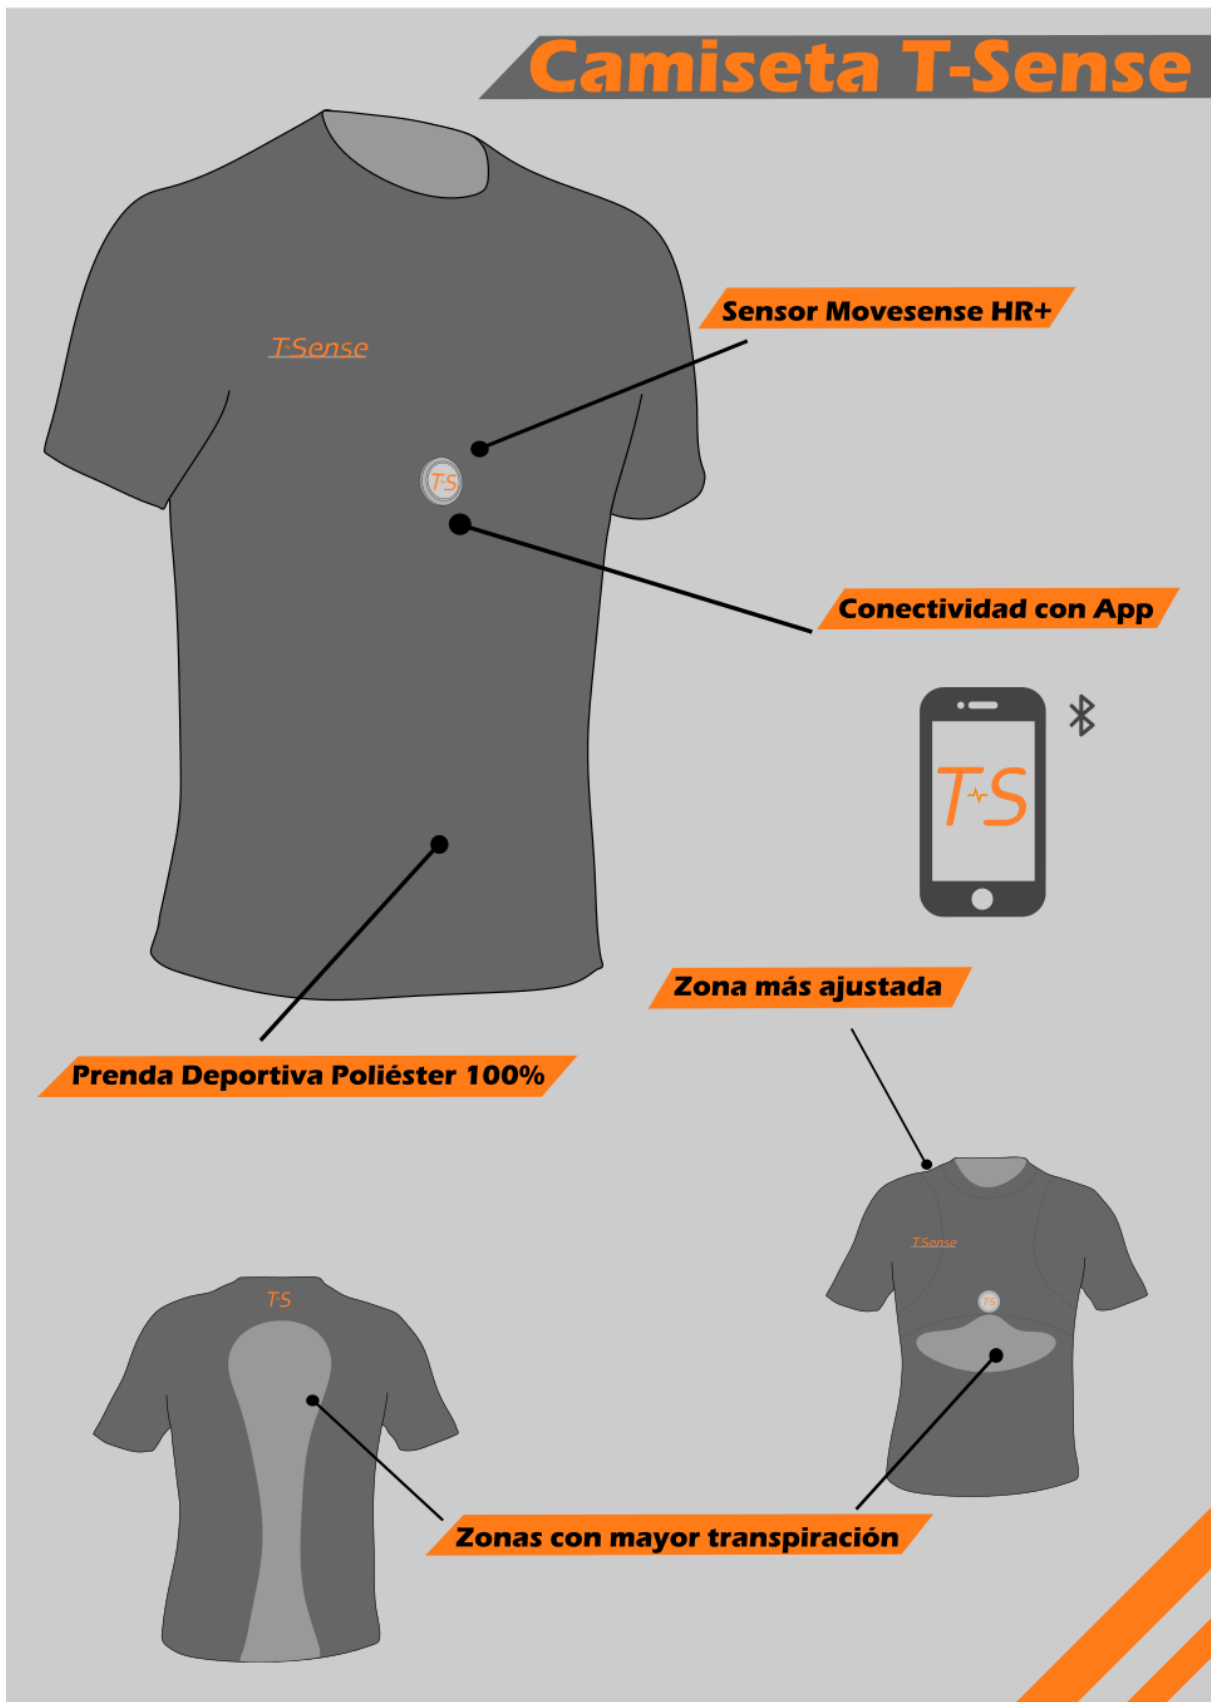 Camiseta T-Sense
Sensor Movesense HR+
T-Sense
T-S
Conectividad con App
T-S
Zona más ajustada
Prenda Deportiva Poliéster 100%
T-Sense
T-S
T-S
Zonas con mayor transpiración